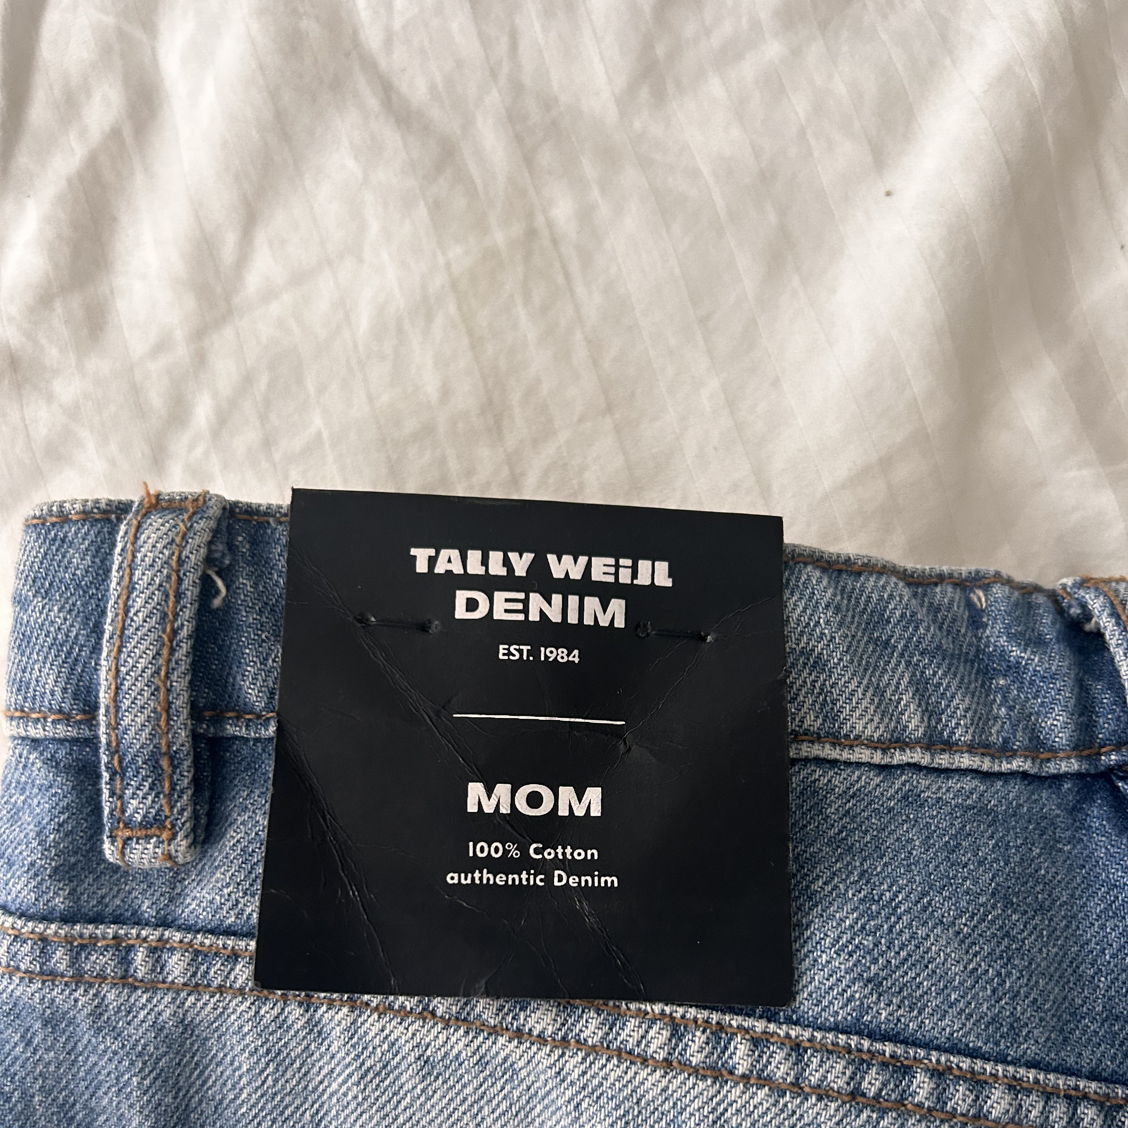 TALLY WEiJL
DENIM
EST. 1984
MOM
100% Cotton
authentic Denim